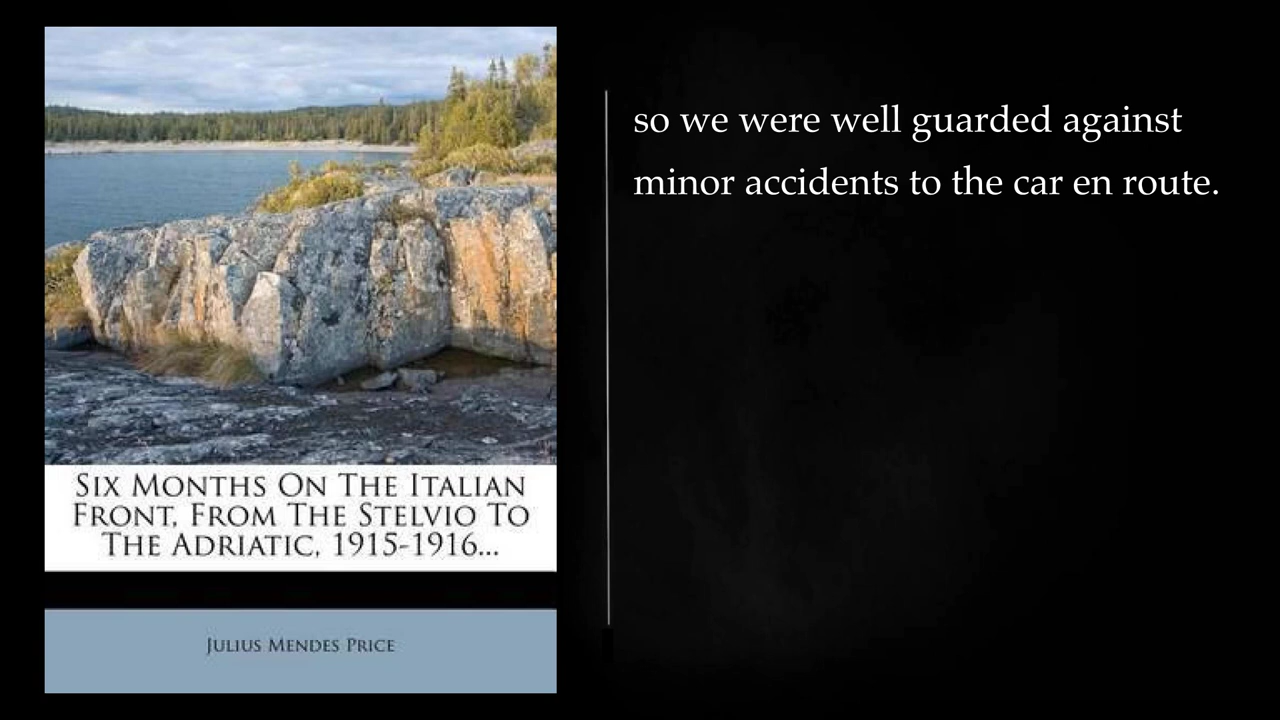 SIX MONTHS ON THE ITALIAN
FRONT, FROM THE STELVIO TO
THE ADRIATIC, 1915-1916...
JULIUS MENDES PRICE
so we were well guarded against
minor accidents to the car en route.